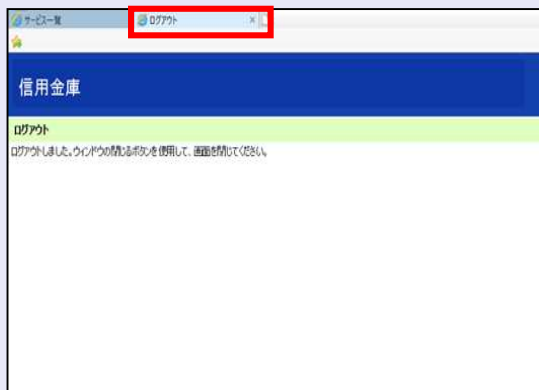 サービス一覧
ログアウト
信用金庫
ログアウト
ログアウトしました。ウィンドウの閉じるボタンを使用して、画面を閉じてください。